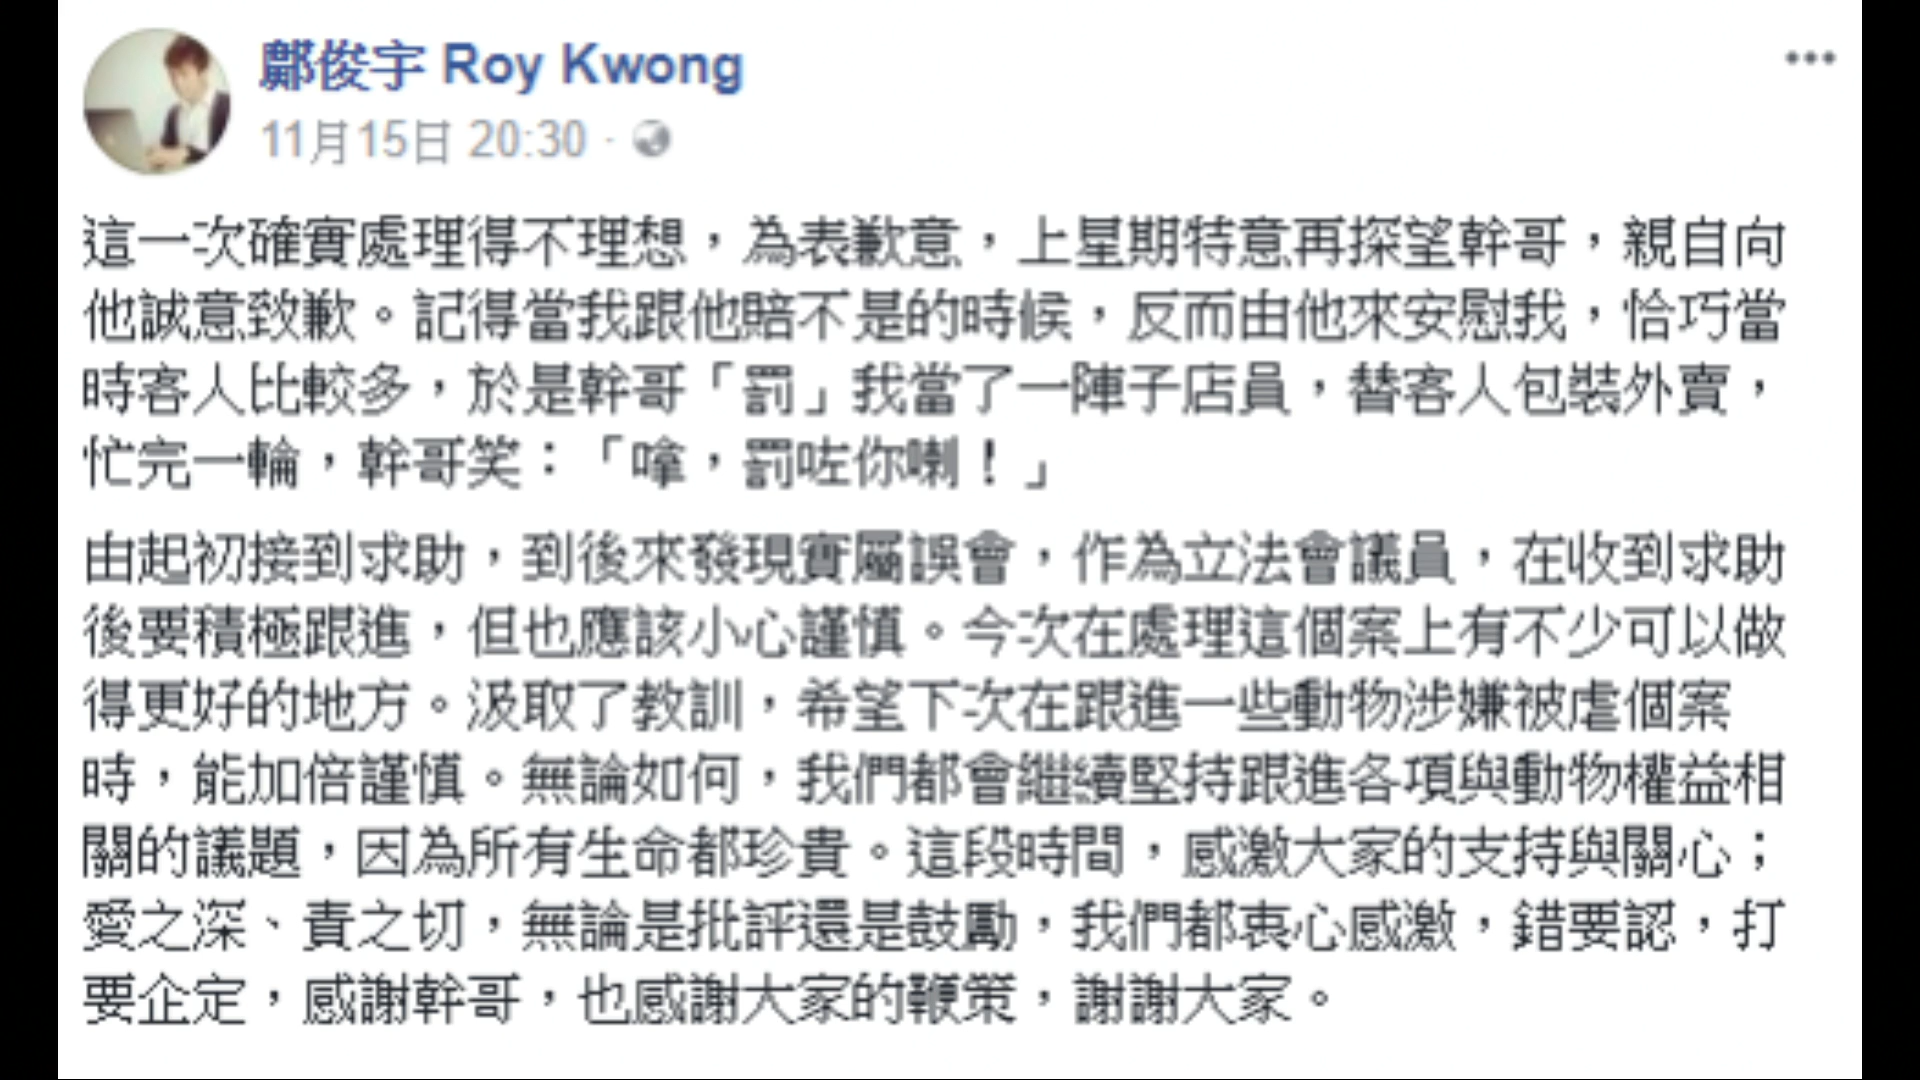 鄺俊宇 Roy Kwong
11月15日 20:30 ·
這一次確實處理得不理想，為表歉意，上星期特意再探望幹哥，親自向
他誠意致歉。記得當我跟他賠不是的時候，反而由他來安慰我，恰巧當
時客人比較多，於是幹哥「罰」我當了一陣子店員，替客人包裝外賣，
忙完一輪，幹哥笑：「嗱，罰咗你喇！」
由起初接到求助，到後來發現實屬誤會，作為立法會議員，在收到求助
後要積極跟進，但也應該小心謹慎。今次在處理這個案上有不少可以做
得更好的地方。汲取了教訓，希望下次在跟進一些動物涉嫌被虐個案
時，能加倍謹慎。無論如何，我們都會繼續堅持跟進各項與動物權益相
關的議題，因為所有生命都珍貴。這段時間，感激大家的支持與關心；
愛之深、責之切，無論是批評還是鼓勵，我們都衷心感激，錯要認，打
要企定，感謝幹哥，也感謝大家的鞭策，謝謝大家。